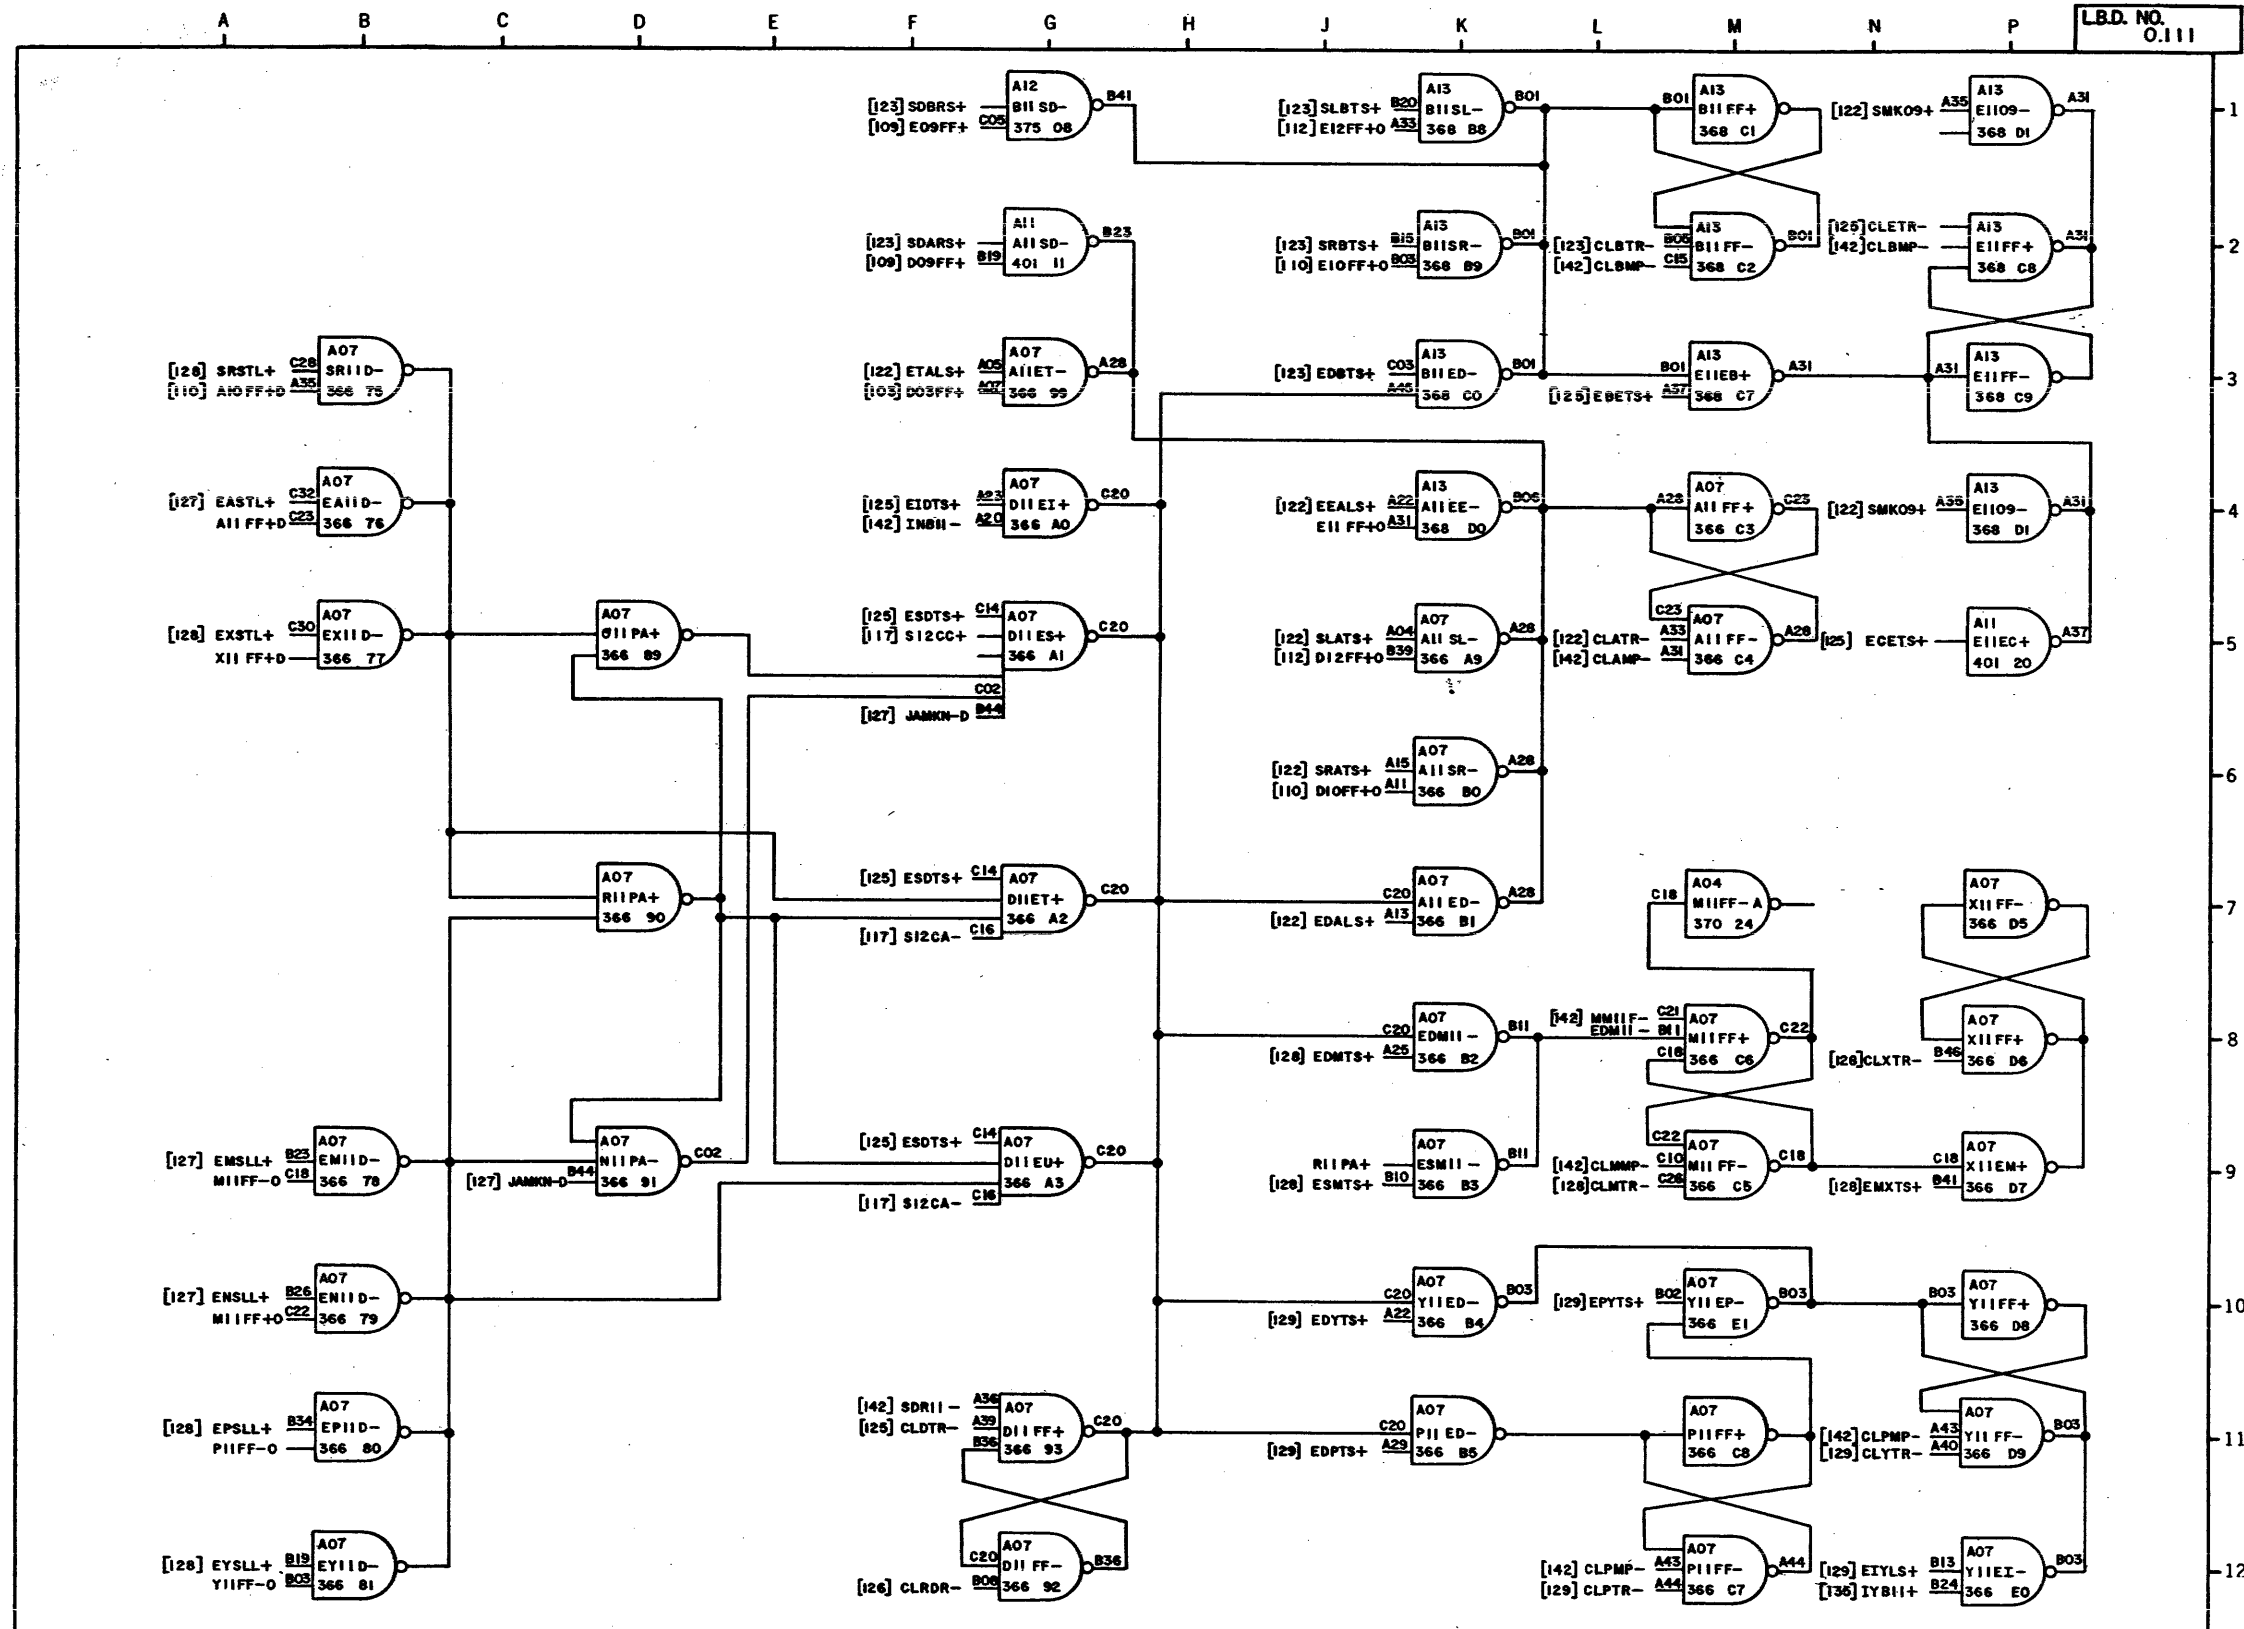 A B C D E F G H J K L M N P
L.B.D. NO.
0.111
1
2
3
4
5
6
7
8
9
10
11
12
[128] SRSTL+ C28
[110] A10FF+D A35
A07
SR11D-
366 75
[127] EASTL+ C32
A11FF+D C23
A07
EA11D-
366 76
[128] EXSTL+ C30
X11FF+D
A07
EX11D-
366 77
[127] EMSLL+ B23
M11FF-O C18
A07
EM11D-
366 78
[127] ENSLL+ B26
M11FF+O C22
A07
EN11D-
366 79
[128] EPSLL+ B34
P11FF-O
A07
EP11D-
366 80
[128] EYSLL+ B19
Y11FF-O B03
A07
EY11D-
366 81
A07
11PA+
366 89
A07
R11PA+
366 90
[127] JAMKN-D B44
A07
N11PA-
366 91
C02
[123] SDBRS+
[109] E09FF+ C05
A12
B11SD-
375 08
B41
[123] SDARS+
[109] D09FF+ B19
A11
A11SD-
401 11
B23
[122] ETALS+ A05
[103] D03FF+ A07
A07
A11ET-
366 99
A28
[125] EIDTS+ A23
[142] INB11- A20
A07
D11EI+
366 A0
C20
[125] ESDTS+ C14
[117] S12CC+
C02
[127] JAMKN-D B44
A07
D11ES+
366 A1
C20
[125] ESDTS+ C14
[117] S12CA- C16
A07
D11ET+
366 A2
C20
[125] ESDTS+ C14
[117] S12CA- C16
A07
D11EU+
366 A3
C20
[142] SDR11- A36
[125] CLDTR- A39
B36
A07
D11FF+
366 93
C20
C20
[126] CLRDR- B08
A07
D11FF-
366 92
B36
[123] SLBTS+ B20
[112] E12FF+O A33
A13
B11SL-
368 B8
B01
[123] SRBTS+ B15
[110] E10FF+O B03
A13
B11SR-
368 B9
B01
[123] EDBTS+ C03
A45
A13
B11ED-
368 C0
B01
[122] EEALS+ A22
E11FF+O A31
A13
A11EE-
368 D0
B06
[122] SLATS+ A04
[112] D12FF+O B39
A07
A11SL-
366 A9
A28
[122] SRATS+ A15
[110] D10FF+O A11
A07
A11SR-
366 B0
A28
C20
[122] EDALS+ A13
A07
A11ED-
366 B1
A28
C20
[128] EDMTS+ A25
A07
EDM11-
366 B2
B11
R11PA+
[128] ESMTS+ B10
A07
ESM11-
366 B3
B11
C20
[129] EDYTS+ A22
A07
Y11ED-
366 B4
B03
C20
[129] EDPTS+ A29
A07
P11ED-
366 B5
B01
A13
B11FF+
368 C1
[123] CLBTR- B05
[142] CLBMP- C15
A13
B11FF-
368 C2
B01
B01
[125] EBETS+ A37
A13
E11EB+
368 C7
A31
A28
A07
A11FF+
366 C3
C23
C23
[122] CLATR- A33
[142] CLAMP- A31
A07
A11FF-
366 C4
A28
C18
A04
M11FF-A
370 24
[142] MM11F- C21
EDM11- B11
C18
A07
M11FF+
366 C6
C22
C22
[142] CLMMP- C10
[128] CLMTR- C26
A07
M11FF-
366 C5
C18
[129] EPYTS+ B02
A07
Y11EP-
366 E1
B03
A07
P11FF+
366 C8
[142] CLPMP- A43
[129] CLPTR- A44
A07
P11FF-
366 C7
A44
[122] SMK09+ A35
A13
E1109-
368 D1
A31
[125] CLETR-
[142] CLBMP-
A13
E11FF+
368 C8
A31
A31
A13
E11FF-
368 C9
[122] SMK09+ A35
A13
E1109-
368 D1
A31
[125] ECETS+
A11
E11EC+
401 20
A37
A07
X11FF-
366 D5
[128] CLXTR- B46
A07
X11FF+
366 D6
C18
[128] EMXTS+ B41
A07
X11EM+
366 D7
B03
A07
Y11FF+
366 D8
[142] CLPMP- A43
[129] CLYTR- A40
A07
Y11FF-
366 D9
B03
[129] EIYLS+ B13
[135] IYB11+ B24
A07
Y11EI-
366 E0
B03